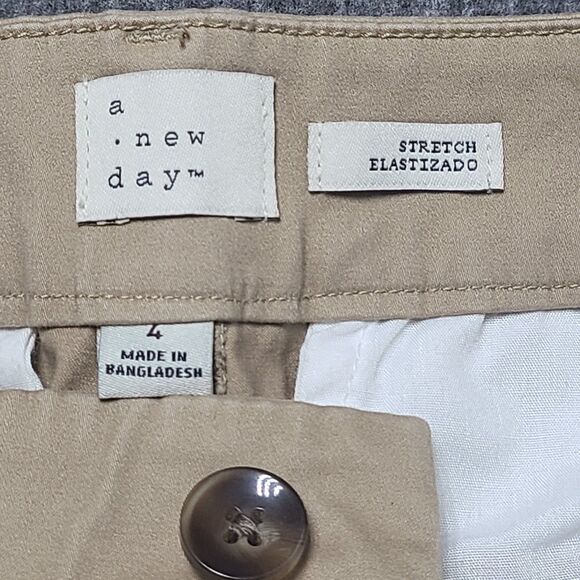 a
. new
day™
STRETCH
ELASTIZADO
4
MADE IN
BANGLADESH